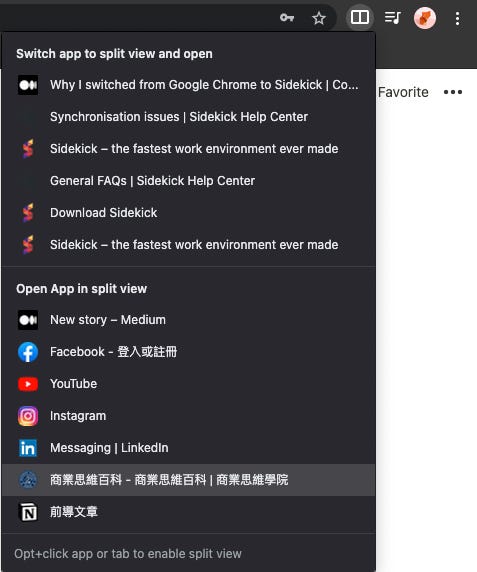 Switch app to split view and open
Why I switched from Google Chrome to Sidekick | Co...
Favorite
Synchronisation issues | Sidekick Help Center
Sidekick – the fastest work environment ever made
General FAQs | Sidekick Help Center
Download Sidekick
Sidekick – the fastest work environment ever made
Open App in split view
New story – Medium
Facebook - 登入或註冊
YouTube
Instagram
Messaging | LinkedIn
商業思維百科 - 商業思維百科 | 商業思維學院
前導文章
Opt+click app or tab to enable split view